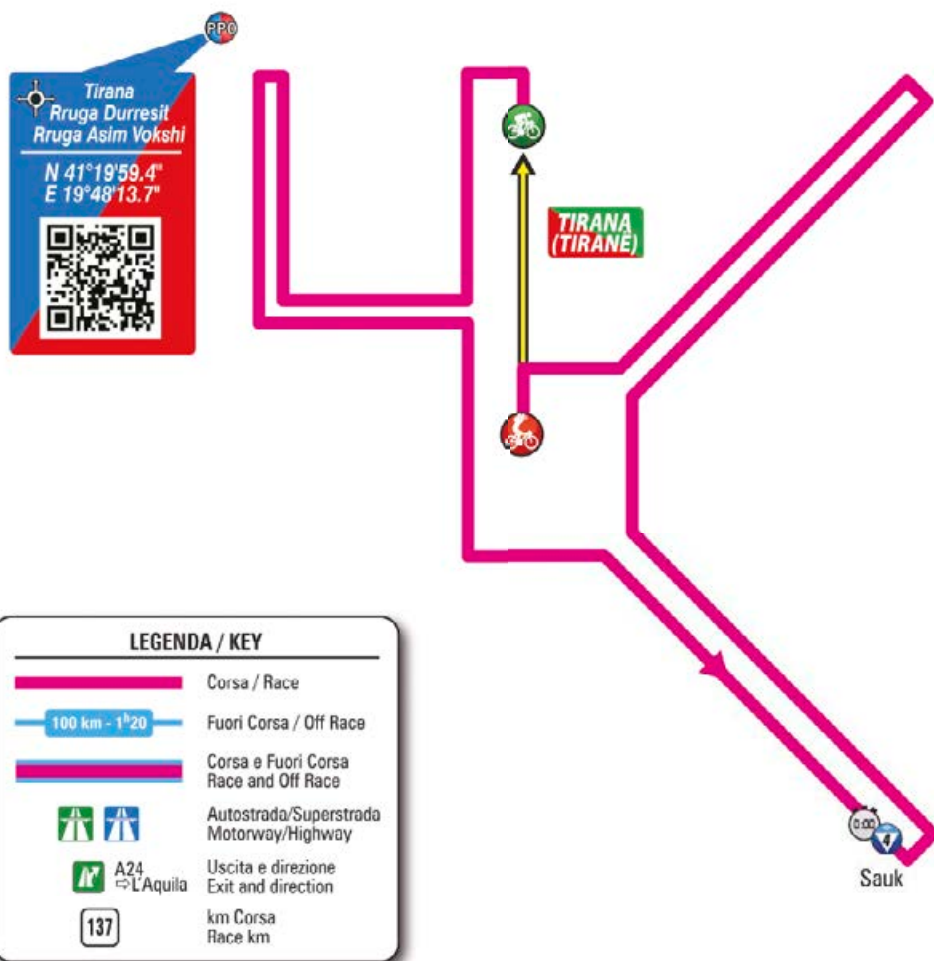 PPO
Tirana
Rruga Durresit
Rruga Asim Vokshi
N 41°19'59.4"
E 19°48'13.7"
TIRANA
(TIRANË)
0:00
4
Sauk
LEGENDA / KEY
Corsa / Race
100 km - 1h20
Fuori Corsa / Off Race
Corsa e Fuori Corsa
Race and Off Race
Autostrada/Superstrada
Motorway/Highway
A24
⇨L'Aquila
Uscita e direzione
Exit and direction
137
km Corsa
Race km